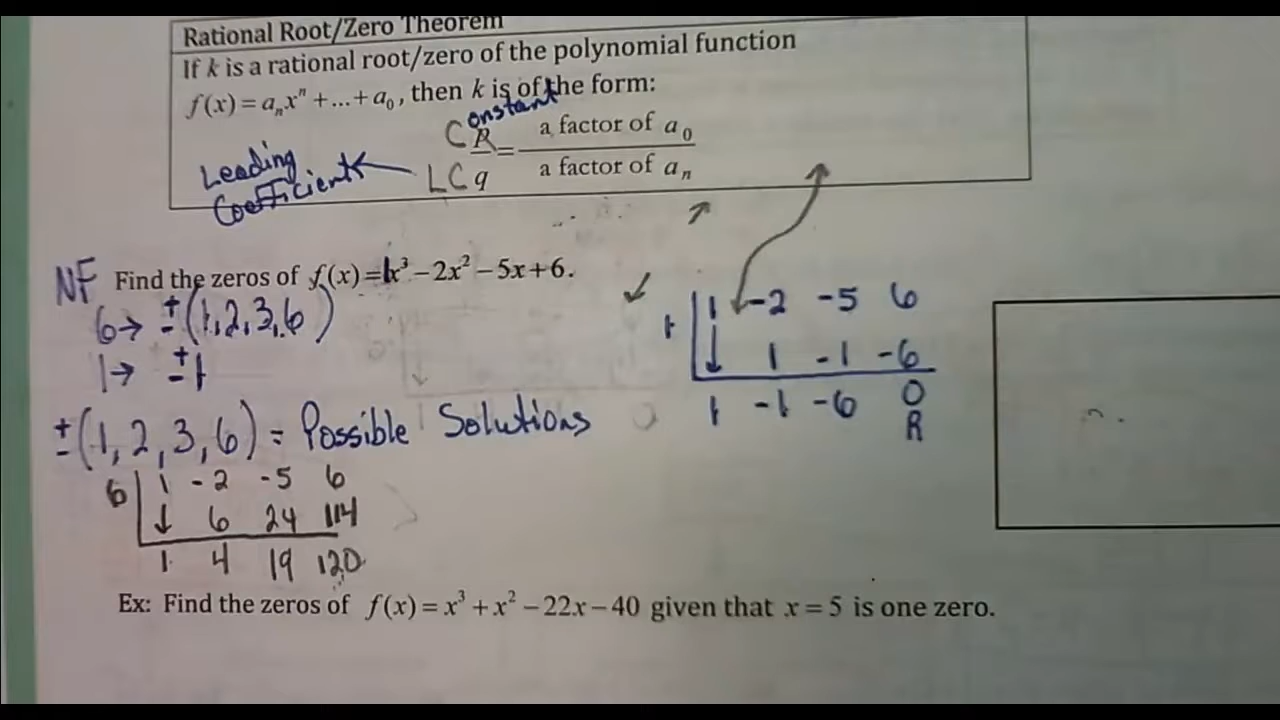 Rational Root/Zero Theorem
If k is a rational root/zero of the polynomial function
f(x) = aₙxⁿ + ... + a₀, then k is of the form:
Constant p = a factor of a₀
LC q a factor of aₙ
Leading
Coefficient
NF Find the zeros of f(x) = 1x³ − 2x² − 5x + 6.
6 → ± (1, 2, 3, 6)
1 → ± 1
± (1, 2, 3, 6) = Possible Solutions
1 | 1 -2 -5 6
↓ 1 -1 -6
1 -1 -6 0
R
6 | 1 -2 -5 6
↓ 6 24 114
1 4 19 120
Ex: Find the zeros of f(x) = x³ + x² − 22x − 40 given that x = 5 is one zero.